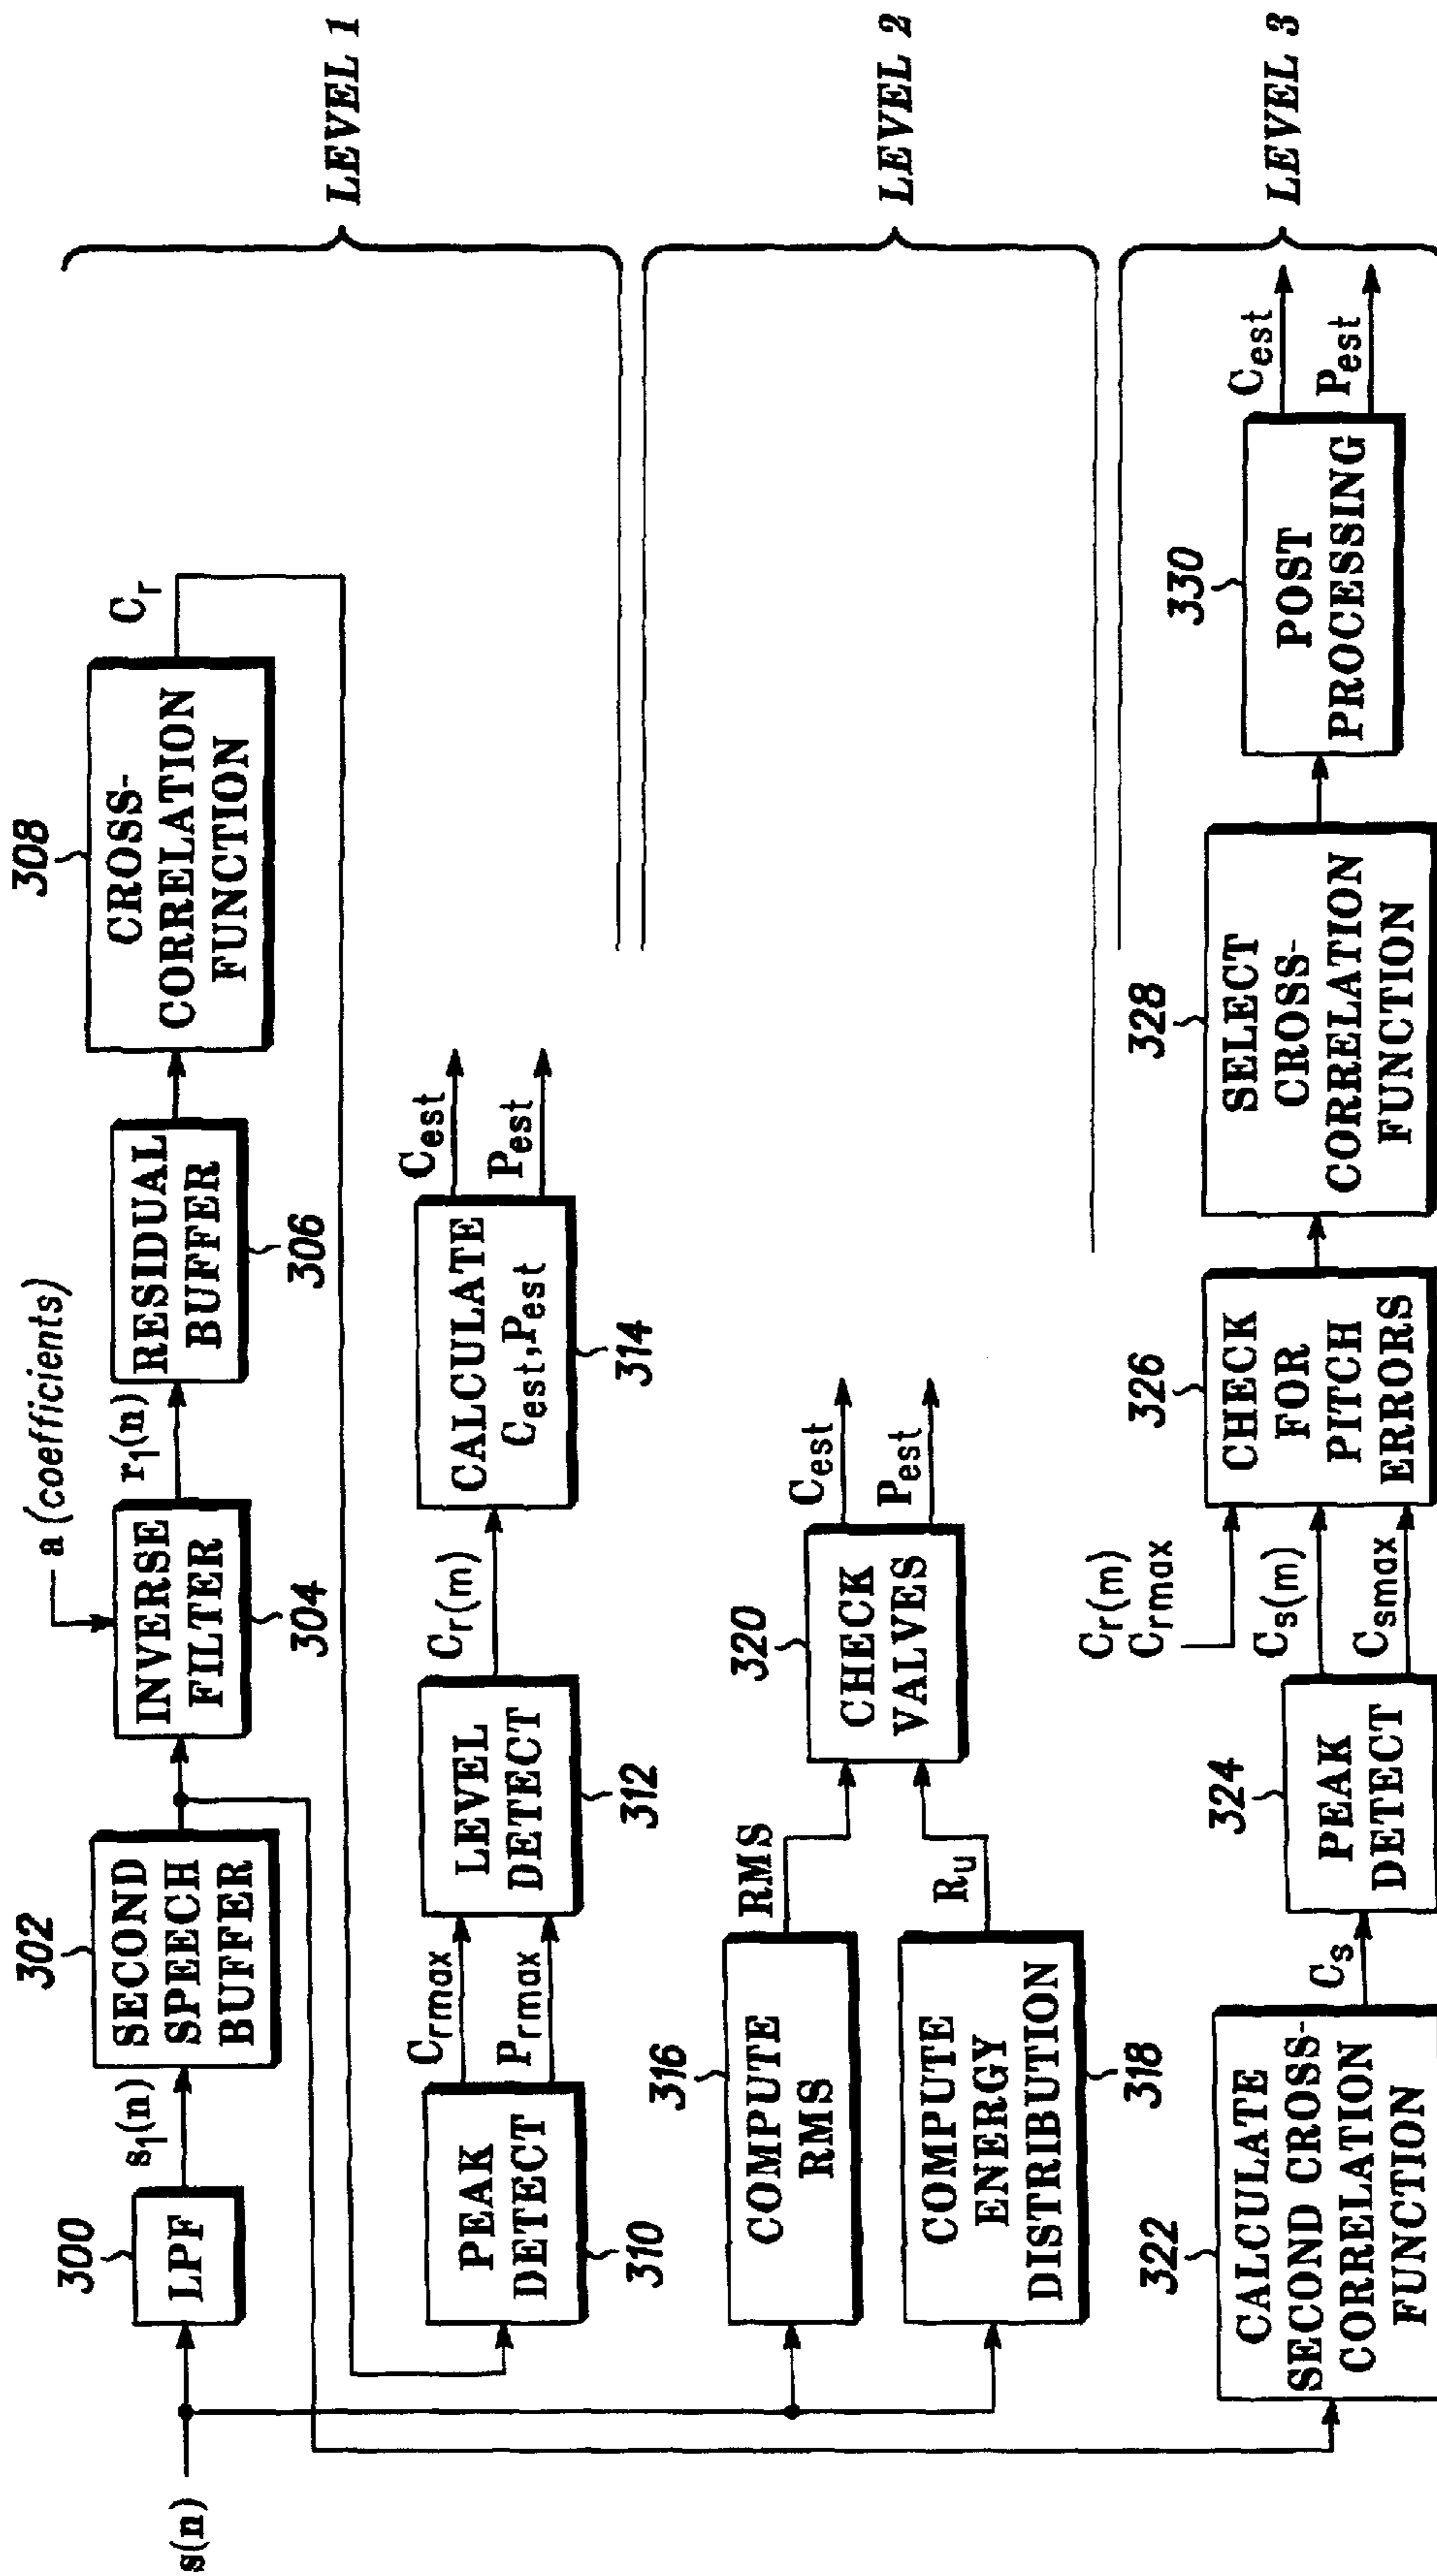 s(n)
300
LPF
s1(n)
302
SECOND
SPEECH
BUFFER
a (coefficients)
INVERSE
FILTER
304
r1(n)
RESIDUAL
BUFFER
306
308
CROSS-
CORRELATION
FUNCTION
Cr
LEVEL 1
PEAK
DETECT
310
Crmax
Prmax
LEVEL
DETECT
312
Cr(m)
CALCULATE
Cest,Pest
314
Cest
Pest
316
COMPUTE
RMS
RMS
COMPUTE
ENERGY
DISTRIBUTION
318
Ru
320
CHECK
VALVES
Cest
Pest
LEVEL 2
322
CALCULATE
SECOND CROSS-
CORRELATION
FUNCTION
Cs
324
PEAK
DETECT
Cr(m)
Crmax
Cs(m)
Csmax
326
CHECK
FOR
PITCH
ERRORS
328
SELECT
CROSS-
CORRELATION
FUNCTION
330
POST
PROCESSING
Cest
Pest
LEVEL 3